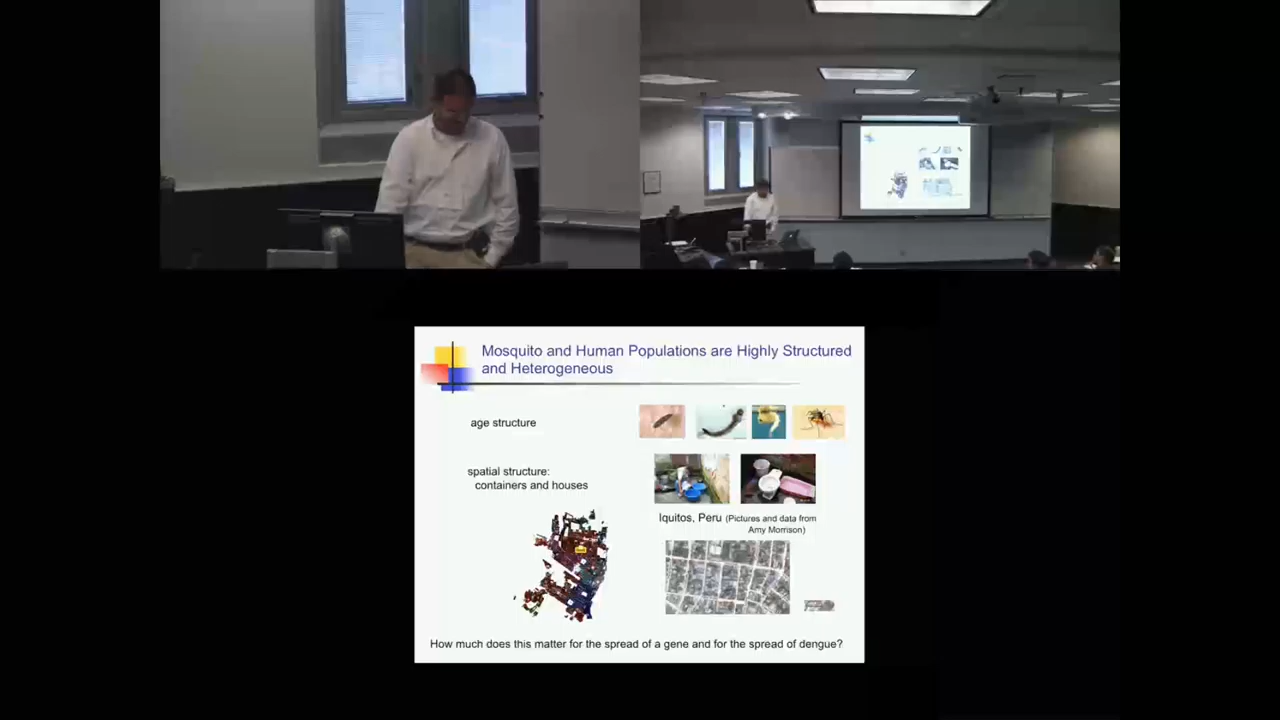 Mosquito and Human Populations are Highly Structured
and Heterogeneous
age structure
spatial structure:
containers and houses
Iquitos, Peru (Pictures and data from
Amy Morrison)
How much does this matter for the spread of a gene and for the spread of dengue?